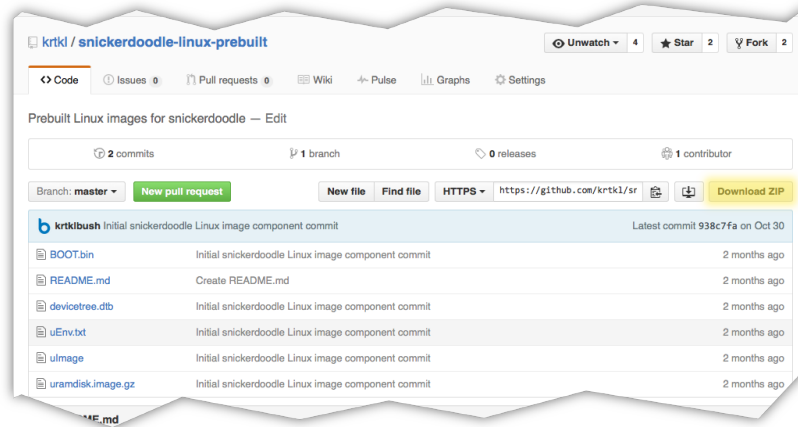 krtkl / snickerdoodle-linux-prebuilt Unwatch 4 Star 2 Fork 2
Code Issues 0 Pull requests 0 Wiki Pulse Graphs Settings
Prebuilt Linux images for snickerdoodle — Edit
2 commits 1 branch 0 releases 1 contributor
Branch: master New pull request New file Find file HTTPS https://github.com/krtkl/sr Download ZIP
krtklbush Initial snickerdoodle Linux image component commit Latest commit 938c7fa on Oct 30
BOOT.bin Initial snickerdoodle Linux image component commit 2 months ago
README.md Create README.md 2 months ago
devicetree.dtb Initial snickerdoodle Linux image component commit 2 months ago
uEnv.txt Initial snickerdoodle Linux image component commit 2 months ago
uImage Initial snickerdoodle Linux image component commit 2 months ago
uramdisk.image.gz Initial snickerdoodle Linux image component commit 2 months ago
ME.md